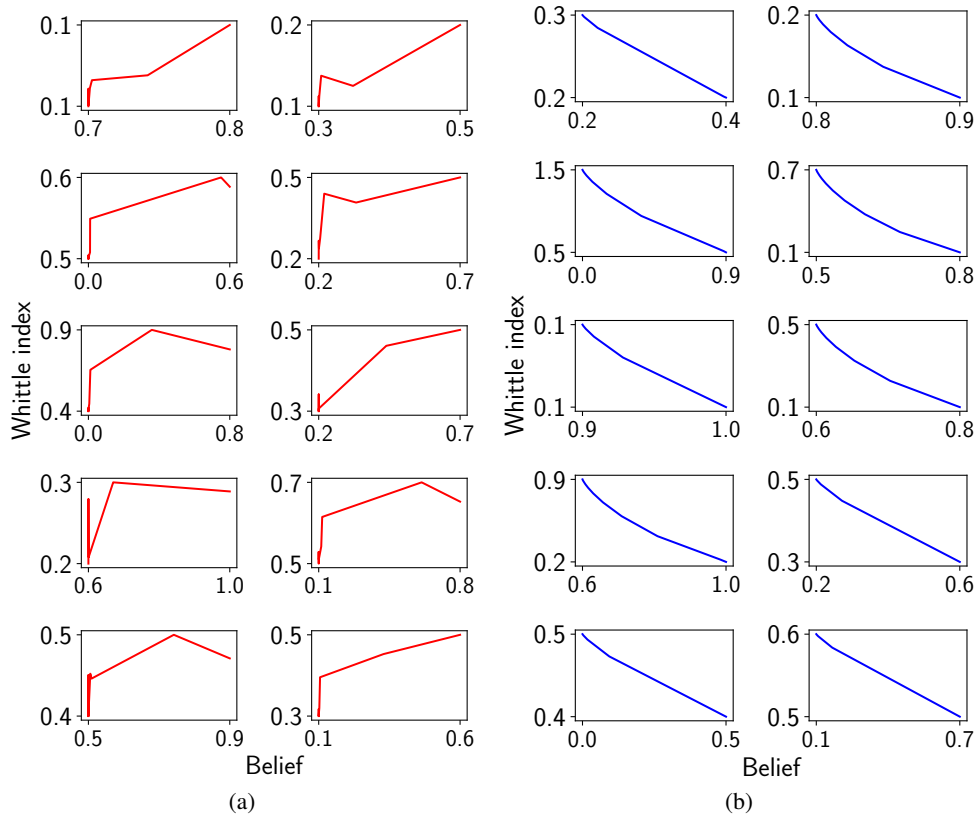 0.1 0.2 0.3 0.2
0.1 0.1 0.2 0.1
0.7 0.8 0.3 0.5 0.2 0.4 0.8 0.9
0.6 0.5 1.5 0.7
0.5 0.2 0.5 0.1
0.0 0.6 0.2 0.7 0.0 0.9 0.5 0.8
Whittle index Whittle index
0.9 0.5 0.1 0.5
0.4 0.3 0.1 0.1
0.0 0.8 0.2 0.7 0.9 1.0 0.6 0.8
0.3 0.7 0.9 0.5
0.2 0.5 0.2 0.3
0.6 1.0 0.1 0.8 0.6 1.0 0.2 0.6
0.5 0.5 0.5 0.6
0.4 0.3 0.4 0.5
0.5 0.9 0.1 0.6 0.0 0.5 0.1 0.7
Belief Belief
(a) (b)